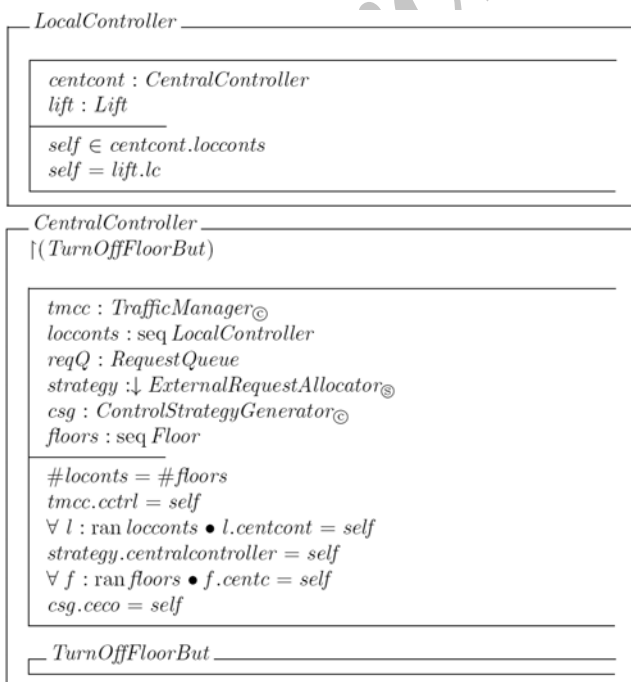 LocalController
centcont : CentralController
lift : Lift
self ∈ centcont.locconts
self = lift.lc
CentralController
↾(TurnOffFloorBut)
tmcc : TrafficManager©
locconts : seq LocalController
reqQ : RequestQueue
strategy :↓ ExternalRequestAllocatorⓈ
csg : ControlStrategyGenerator©
floors : seq Floor
#loconts = #floors
tmcc.cctrl = self
∀ l : ran locconts • l.centcont = self
strategy.centralcontroller = self
∀ f : ran floors • f.centc = self
csg.ceco = self
TurnOffFloorBut